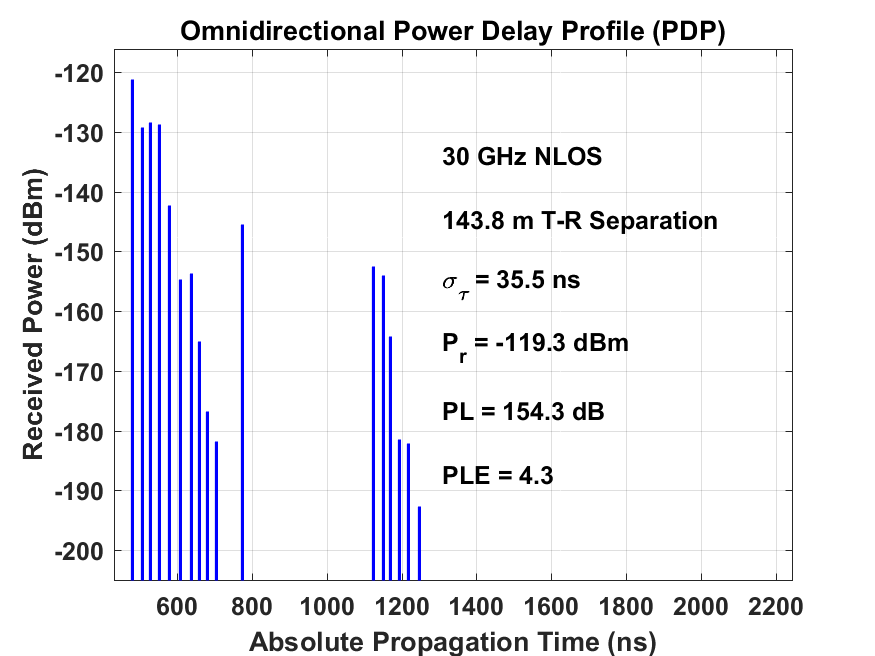 Omnidirectional Power Delay Profile (PDP)
-120
-130
-140
-150
-160
-170
-180
-190
-200
Received Power (dBm)
30 GHz NLOS
143.8 m T-R Separation
στ = 35.5 ns
Pr = -119.3 dBm
PL = 154.3 dB
PLE = 4.3
600 800 1000 1200 1400 1600 1800 2000 2200
Absolute Propagation Time (ns)